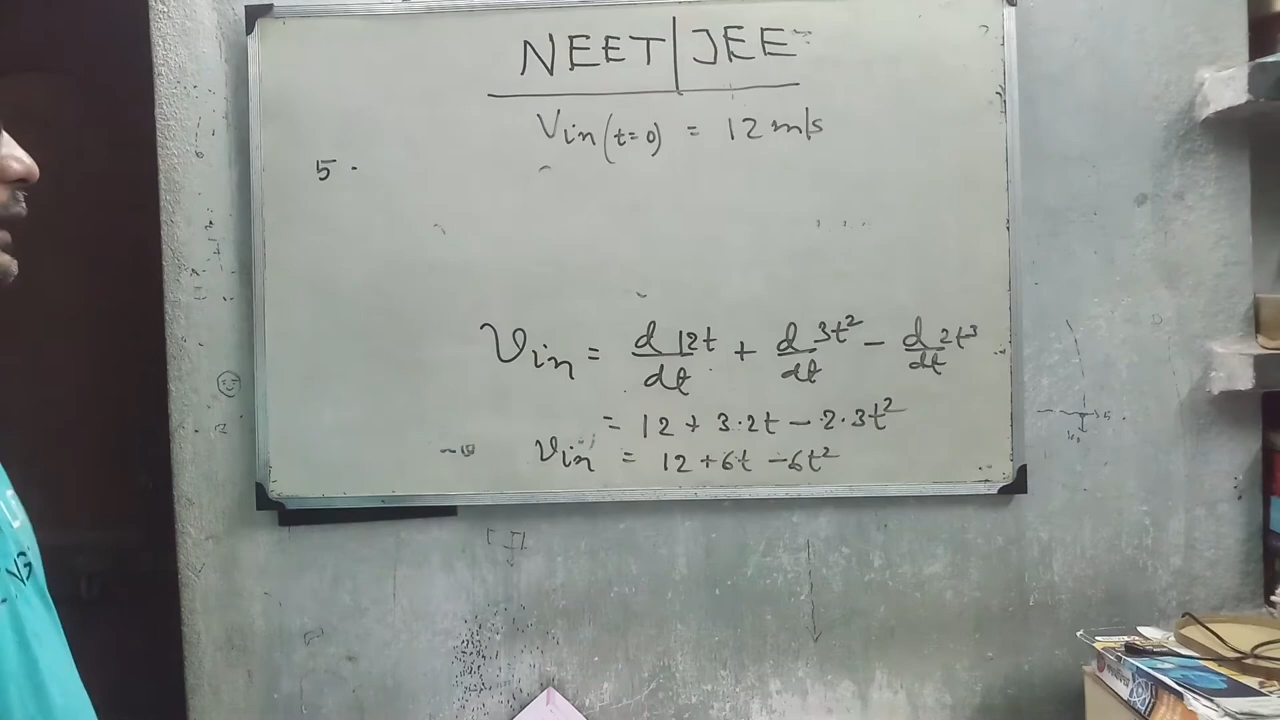 NEET|JEE
Vin(t=0) = 12 m/s
5.
Vin = d 12t/dt + d 3t²/dt - d 2t³/dt
= 12 + 3·2t - 2·3t²
Vin = 12 + 6t - 6t²